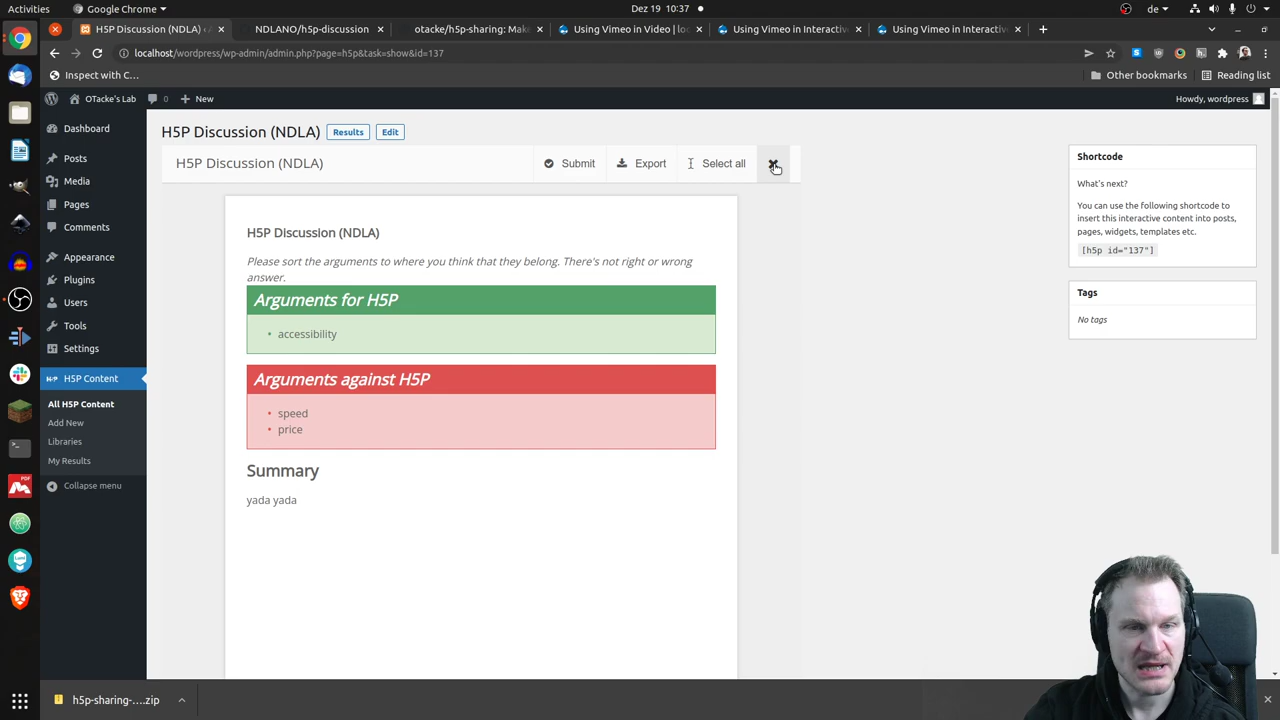 Activities
Google Chrome
Dez 19 10:37
de
H5P Discussion (NDLA) ‹
NDLANO/h5p-discussion
otacke/h5p-sharing: Mak
Using Vimeo in Video | loc
Using Vimeo in Interactive
Using Vimeo in Interactive
localhost/wordpress/wp-admin/admin.php?page=h5p&task=show&id=137
Inspect with C...
Other bookmarks
Reading list
OTacke's Lab
0
New
Howdy, wordpress
Dashboard
Posts
Media
Pages
Comments
Appearance
Plugins
Users
Tools
Settings
H5P Content
All H5P Content
Add New
Libraries
My Results
Collapse menu
H5P Discussion (NDLA)
Results
Edit
H5P Discussion (NDLA)
Submit
Export
Select all
H5P Discussion (NDLA)
Please sort the arguments to where you think that they belong. There's not right or wrong
answer.
Arguments for H5P
accessibility
Arguments against H5P
speed
price
Summary
yada yada
Shortcode
What's next?
You can use the following shortcode to
insert this interactive content into posts,
pages, widgets, templates etc.
[h5p id="137"]
Tags
No tags
h5p-sharing-....zip